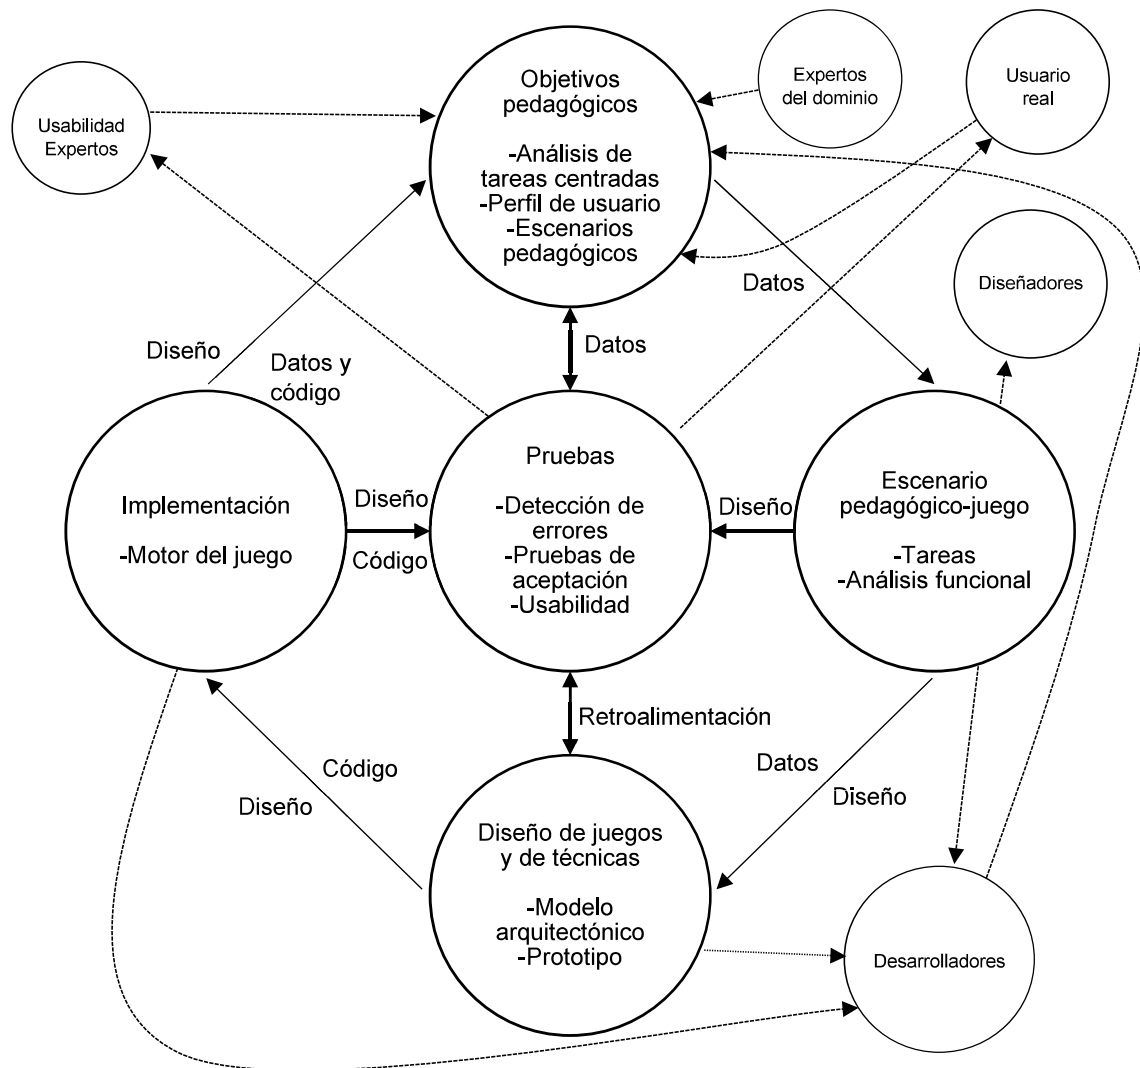 Objetivos
pedagógicos
-Análisis de
tareas centradas
-Perfil de usuario
-Escenarios
pedagógicos
Expertos
del dominio
Usuario
real
Usabilidad
Expertos
Diseñadores
Datos
Datos
Diseño
Datos y
código
Implementación
-Motor del juego
Diseño
Código
Pruebas
-Detección de
errores
-Pruebas de
aceptación
-Usabilidad
Diseño
Escenario
pedagógico-juego
-Tareas
-Análisis funcional
Retroalimentación
Código
Diseño
Datos
Diseño
Diseño de juegos
y de técnicas
-Modelo
arquitectónico
-Prototipo
Desarrolladores